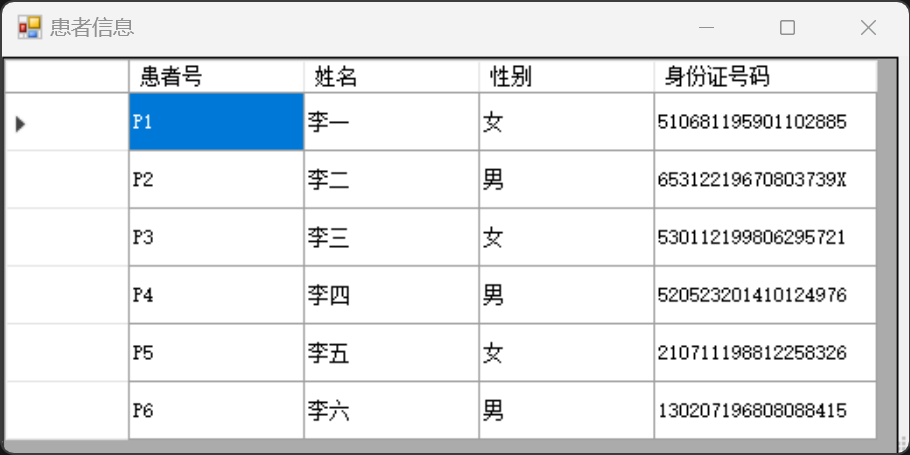 患者信息
患者号 姓名 性别 身份证号码
P1 李一 女 510681195901102885
P2 李二 男 65312219670803739X
P3 李三 女 530112199806295721
P4 李四 男 520523201410124976
P5 李五 女 210711198812258326
P6 李六 男 130207196808088415